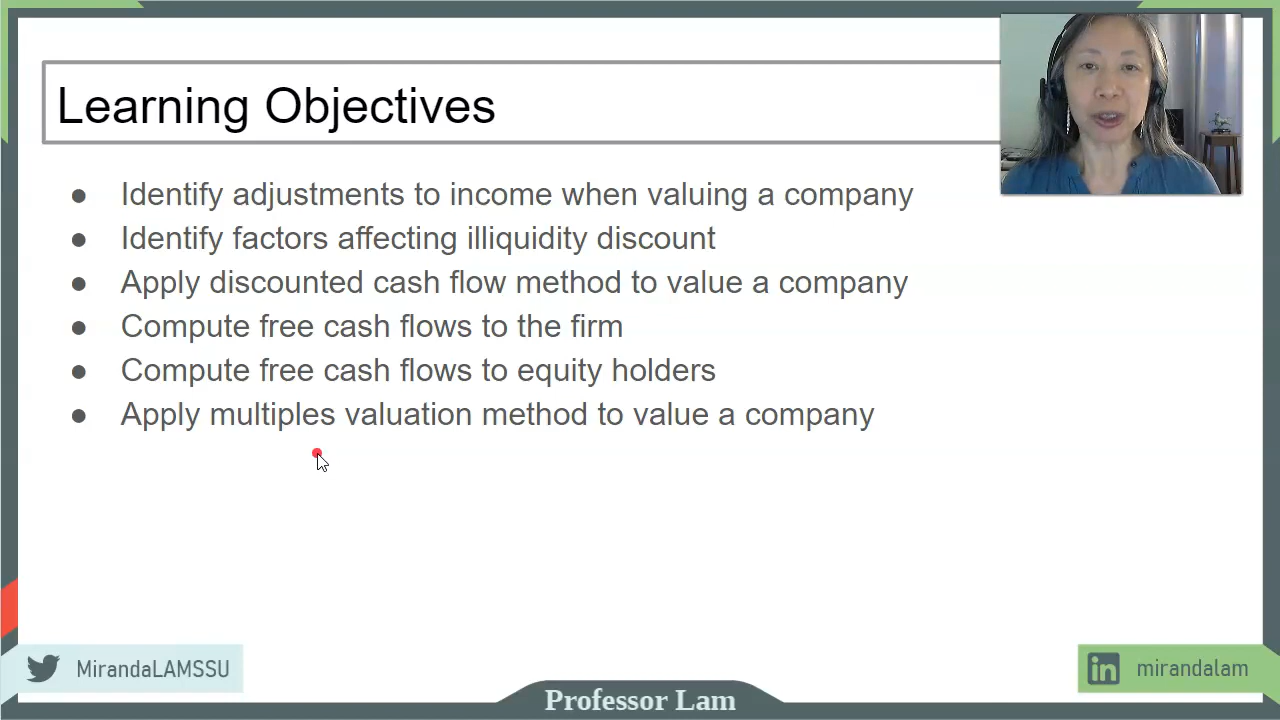 Learning Objectives
● Identify adjustments to income when valuing a company
● Identify factors affecting illiquidity discount
● Apply discounted cash flow method to value a company
● Compute free cash flows to the firm
● Compute free cash flows to equity holders
● Apply multiples valuation method to value a company
MirandaLAMSSU
in mirandalam
Professor Lam